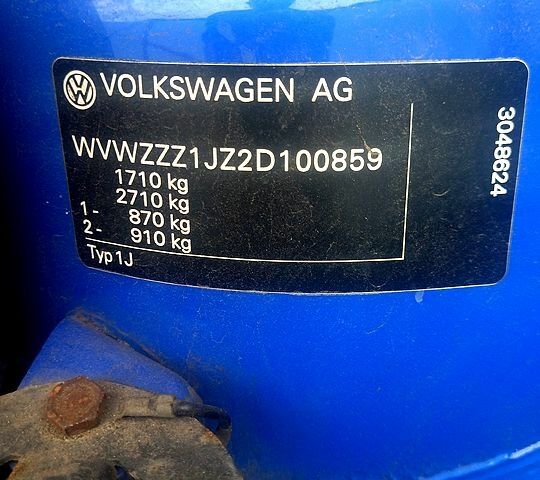 VOLKSWAGEN AG
WVWZZZ1JZ2D100859
1710 kg
2710 kg
1- 870 kg
2- 910 kg
Typ 1J
3048624